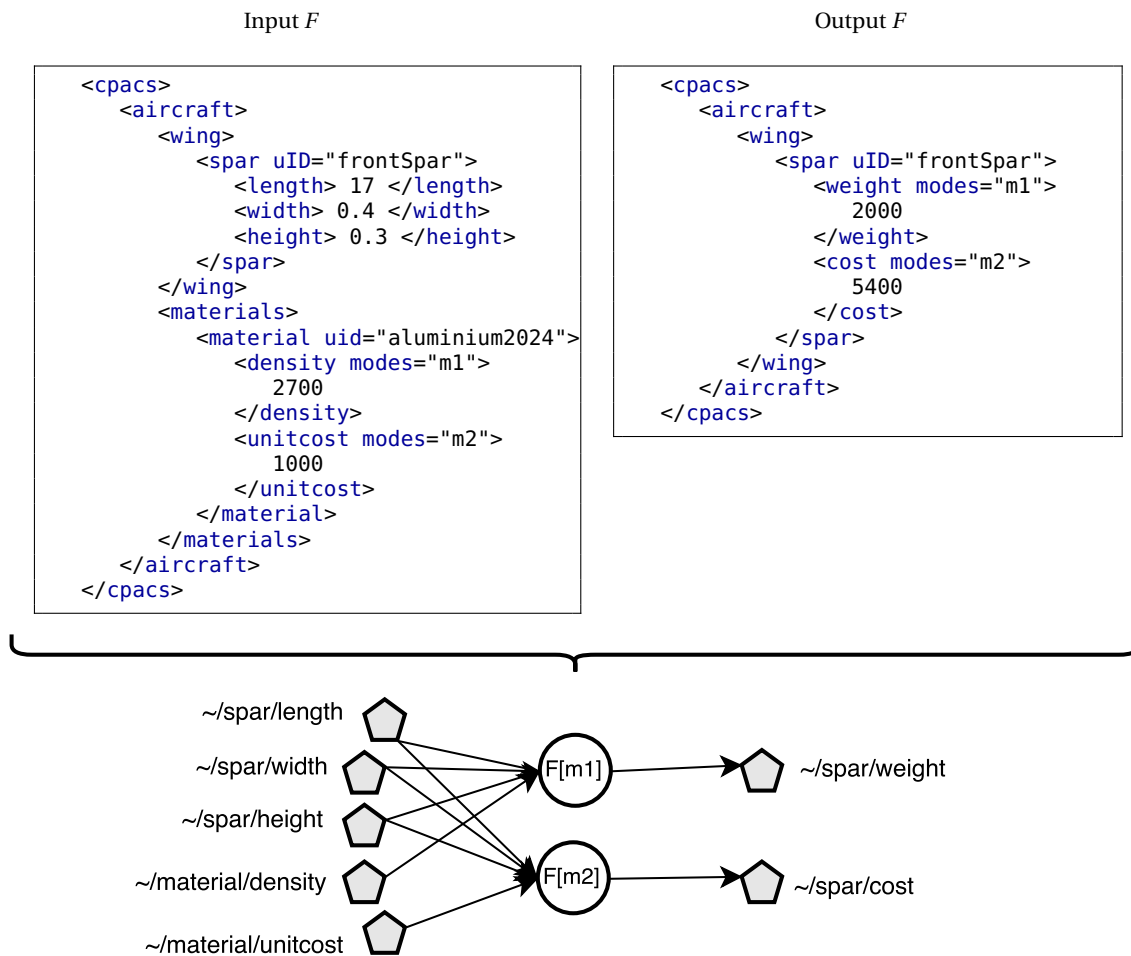 Input F
Output F
<cpacs>
<aircraft>
<wing>
<spar uID="frontSpar">
<length> 17 </length>
<width> 0.4 </width>
<height> 0.3 </height>
</spar>
</wing>
<materials>
<material uid="aluminium2024">
<density modes="m1">
2700
</density>
<unitcost modes="m2">
1000
</unitcost>
</material>
</materials>
</aircraft>
</cpacs>
<cpacs>
<aircraft>
<wing>
<spar uID="frontSpar">
<weight modes="m1">
2000
</weight>
<cost modes="m2">
5400
</cost>
</spar>
</wing>
</aircraft>
</cpacs>
~/spar/length
~/spar/width
~/spar/height
~/material/density
~/material/unitcost
F[m1]
F[m2]
~/spar/weight
~/spar/cost